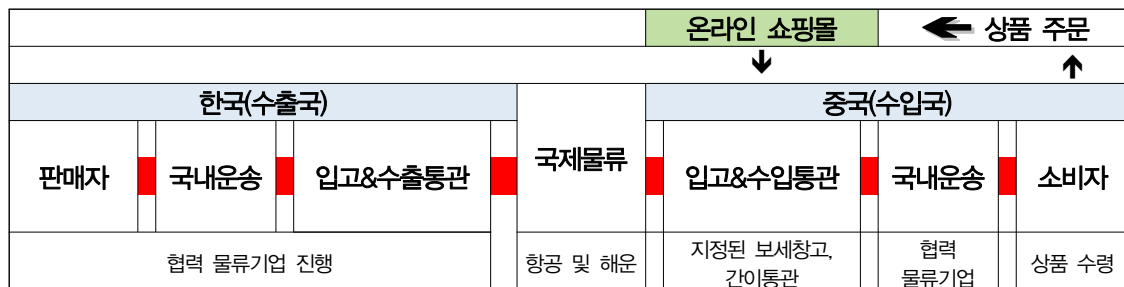 온라인 쇼핑몰
상품 주문
한국(수출국)
중국(수입국)
판매자
국내운송
입고&수출통관
국제물류
입고&수입통관
국내운송
소비자
협력 물류기업 진행
항공 및 해운
지정된 보세창고,
간이통관
협력
물류기업
상품 수령